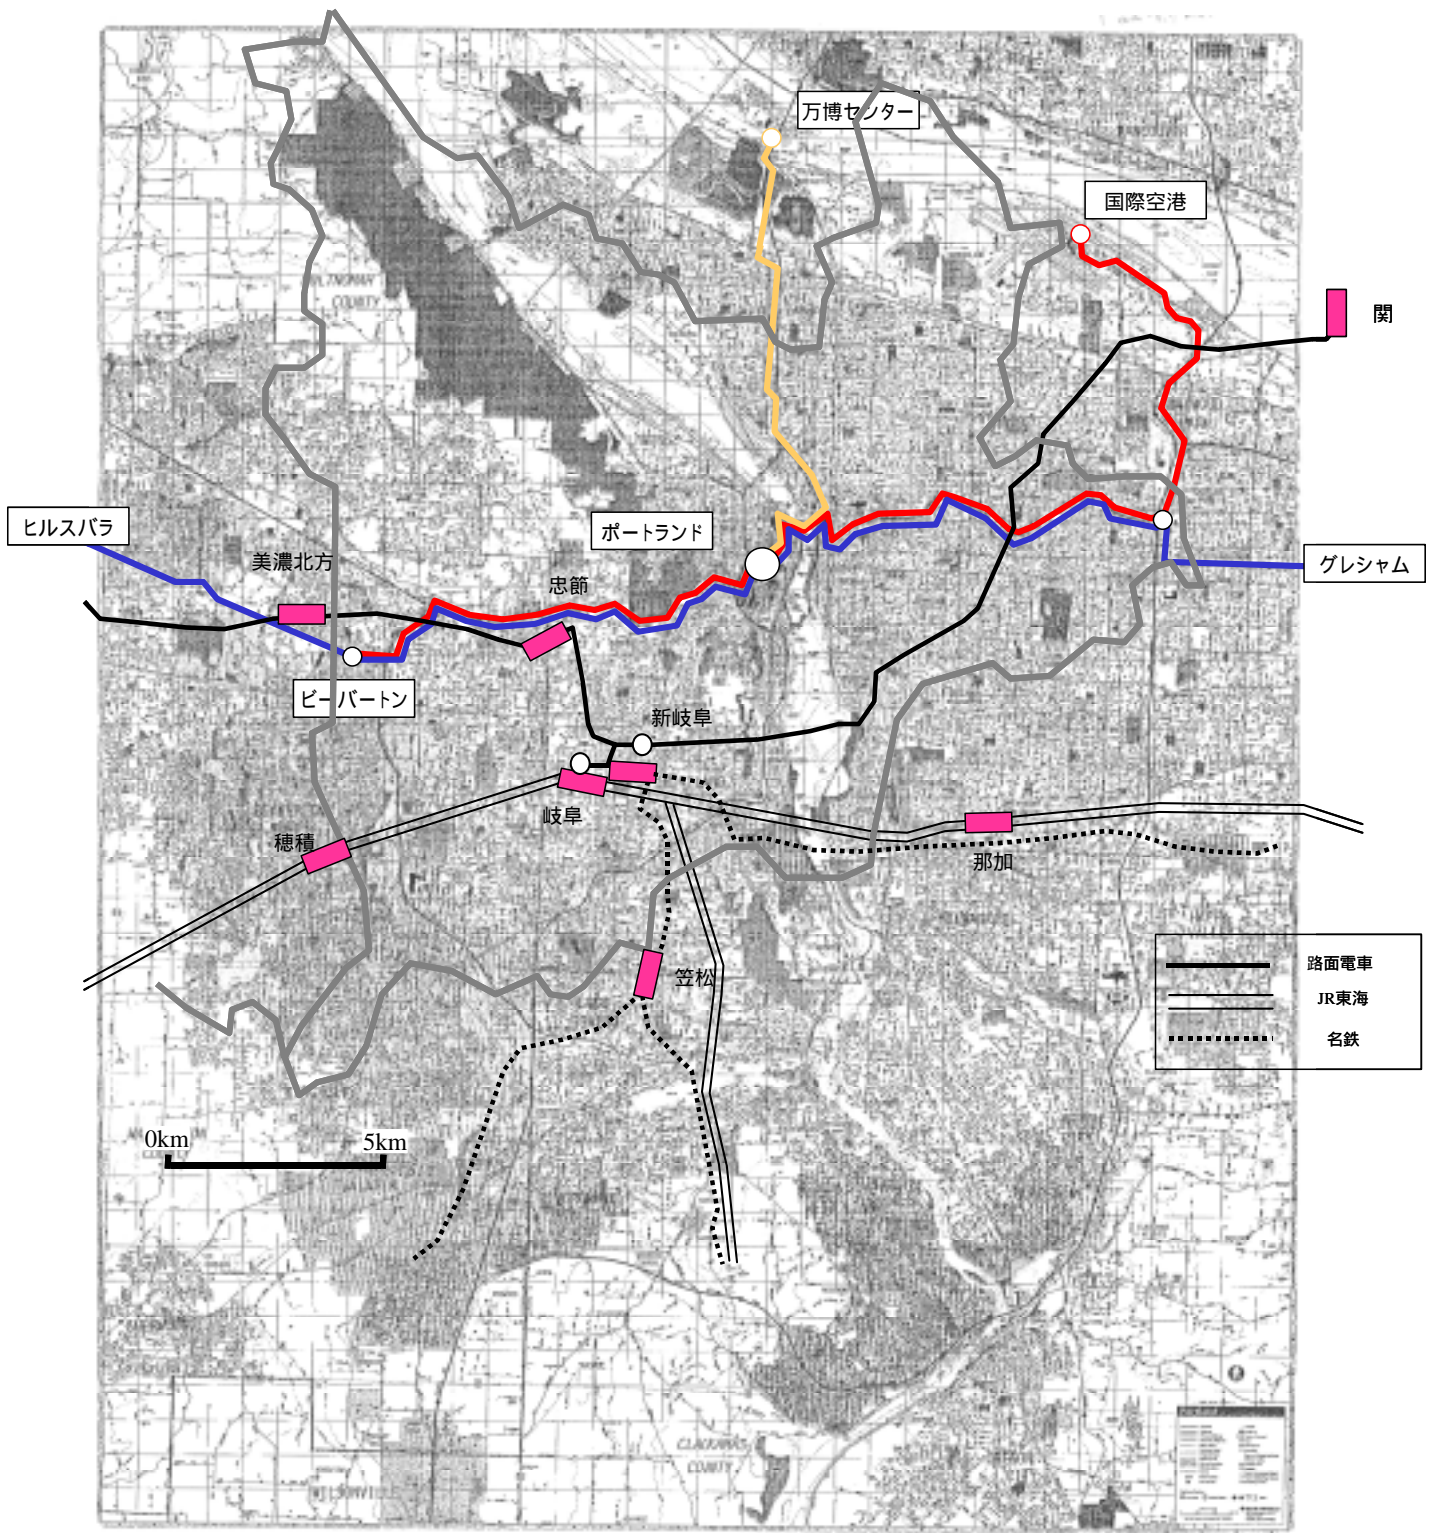 万博センター
国際空港
関
ヒルスバラ
ポートランド
美濃北方
忠節
グレシャム
ビーバートン
新岐阜
岐阜
穂積
那加
笠松
路面電車
JR東海
名鉄
0km
5km
COUNTY
CLACKAMAS
COUNTY